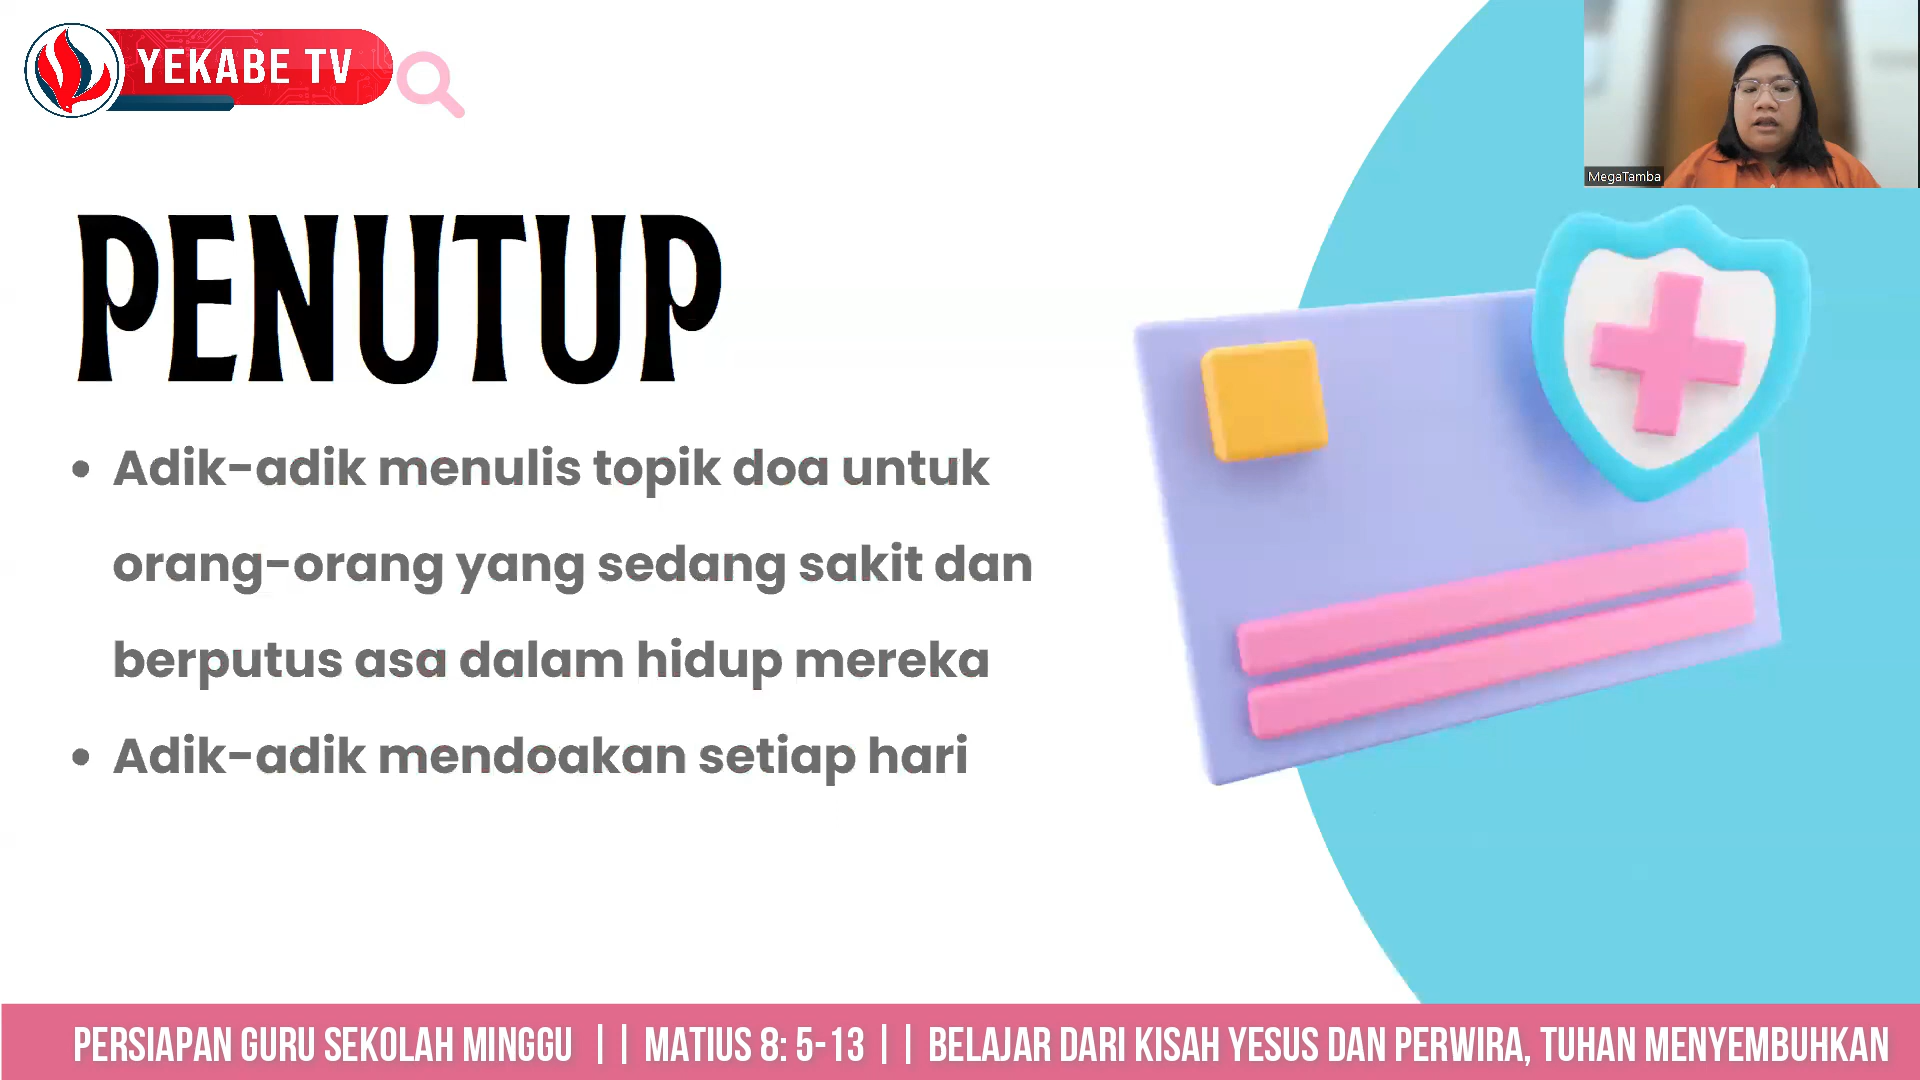 YEKABE TV
MegaTamba
PENUTUP
• Adik-adik menulis topik doa untuk
orang-orang yang sedang sakit dan
berputus asa dalam hidup mereka
• Adik-adik mendoakan setiap hari
PERSIAPAN GURU SEKOLAH MINGGU || MATIUS 8: 5-13 || BELAJAR DARI KISAH YESUS DAN PERWIRA, TUHAN MENYEMBUHKAN